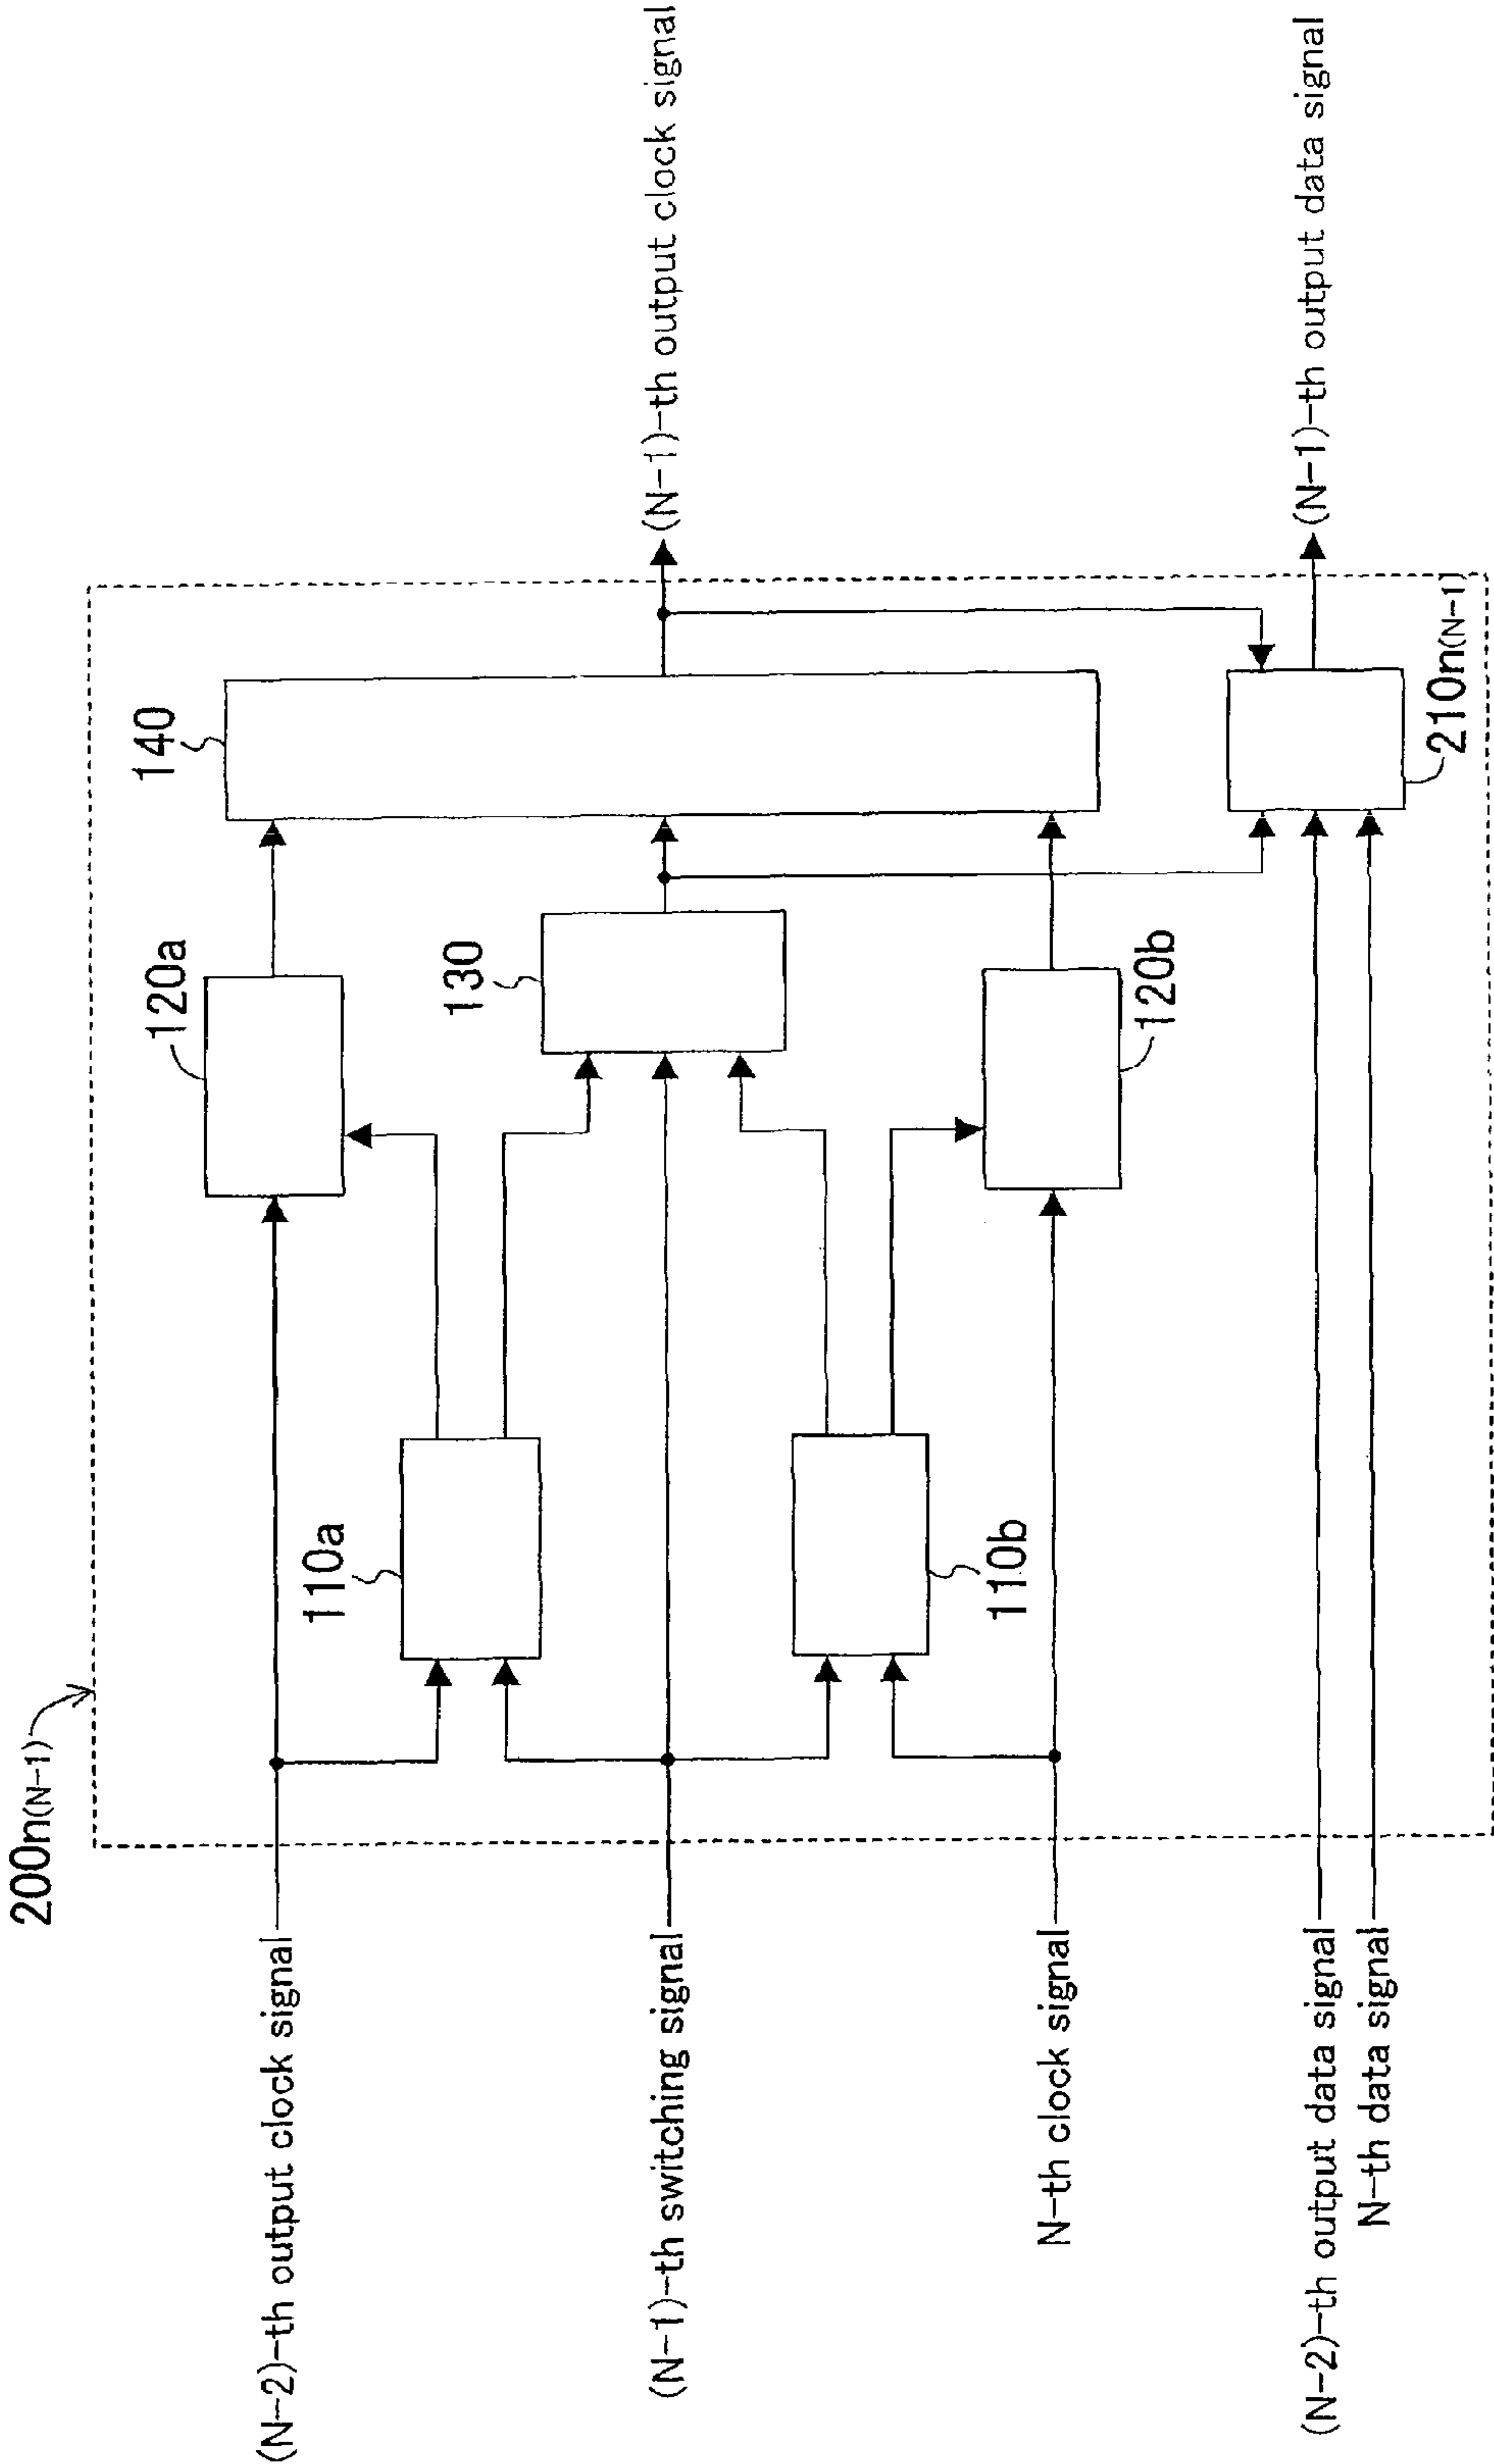 200n(N-1)
(N-2)-th output clock signal
(N-1)-th switching signal
N-th clock signal
(N-2)-th output data signal
N-th data signal
110a
110b
120a
130
120b
140
210n(N-1)
(N-1)-th output clock signal
(N-1)-th output data signal